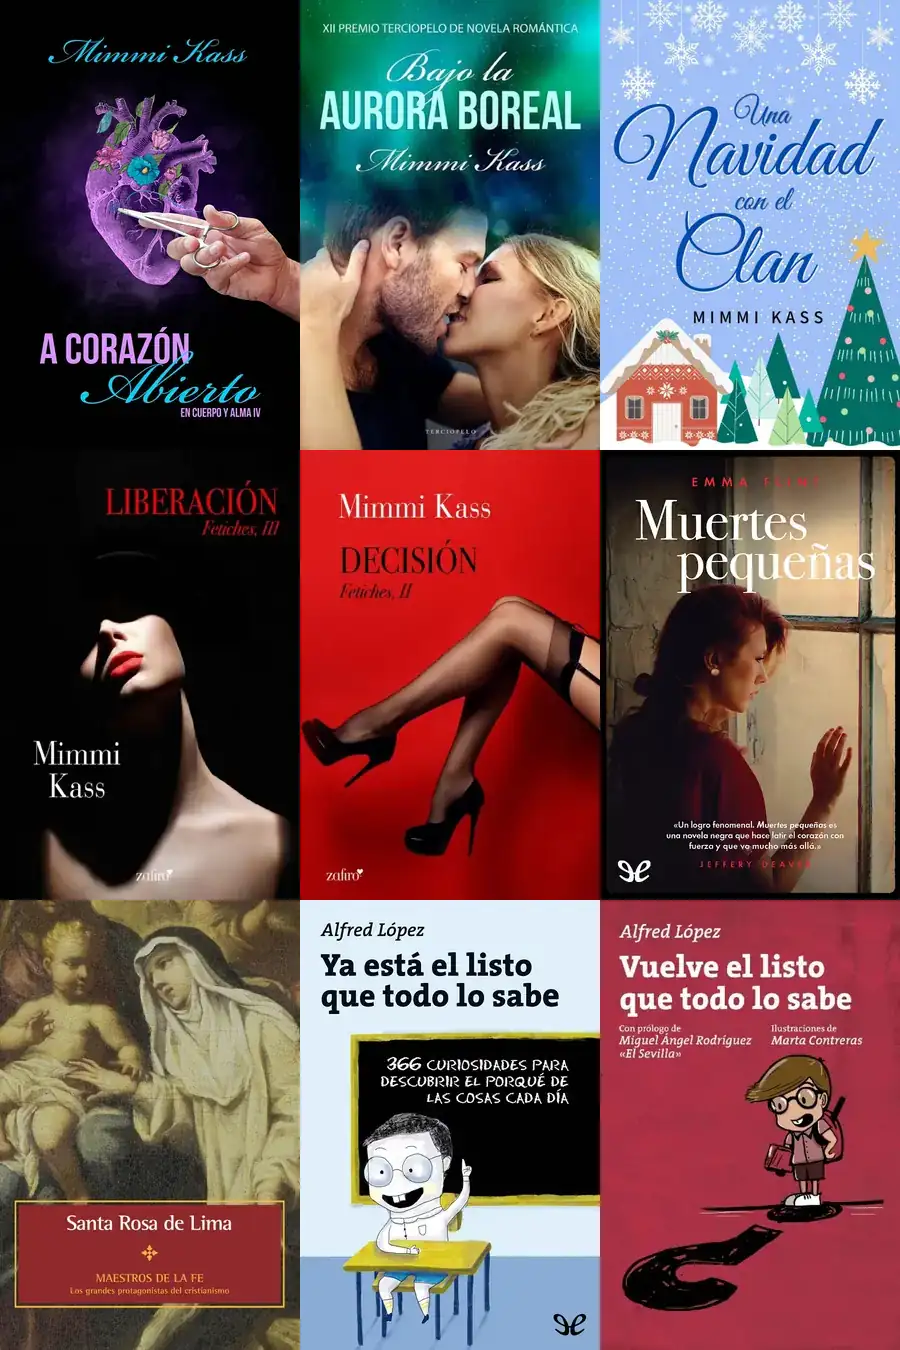 Mimmi Kass
A CORAZÓN
Abierto
EN CUERPO Y ALMA IV
XII PREMIO TERCIOPELO DE NOVELA ROMÁNTICA
Bajo la
AURORA BOREAL
Mimmi Kass
TERCIOPELO
Una
Navidad
con el
Clan
MIMMI KASS
LIBERACIÓN
Fetiches, III
Mimmi
Kass
zafiro
Mimmi Kass
DECISIÓN
Fetiches, II
zafiro
EMMA
Muertes
pequeñas
«Un logro fenomenal. Muertes pequeñas es
una novela negra que hace latir el corazón con
fuerza y que va mucho más allá.»
JEFFERY DEAVER
Santa Rosa de Lima
MAESTROS DE LA FE
Los grandes protagonistas del cristianismo
Alfred López
Ya está el listo
que todo lo sabe
366 CURIOSIDADES PARA
DESCUBRIR EL PORQUÉ DE
LAS COSAS CADA DÍA
Alfred López
Vuelve el listo
que todo lo sabe
Con prólogo de
Miguel Ángel Rodríguez
«El Sevilla»
Ilustraciones de
Marta Contreras